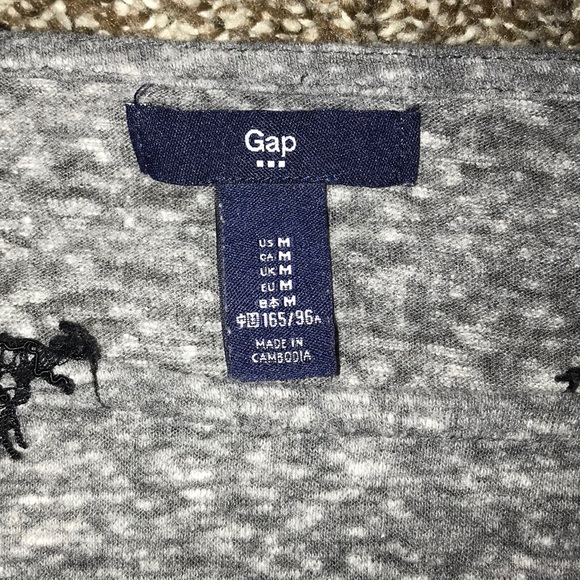 Gap
US M
CA M
UK M
EU M
日本 M
中国 165/96A
MADE IN
CAMBODIA